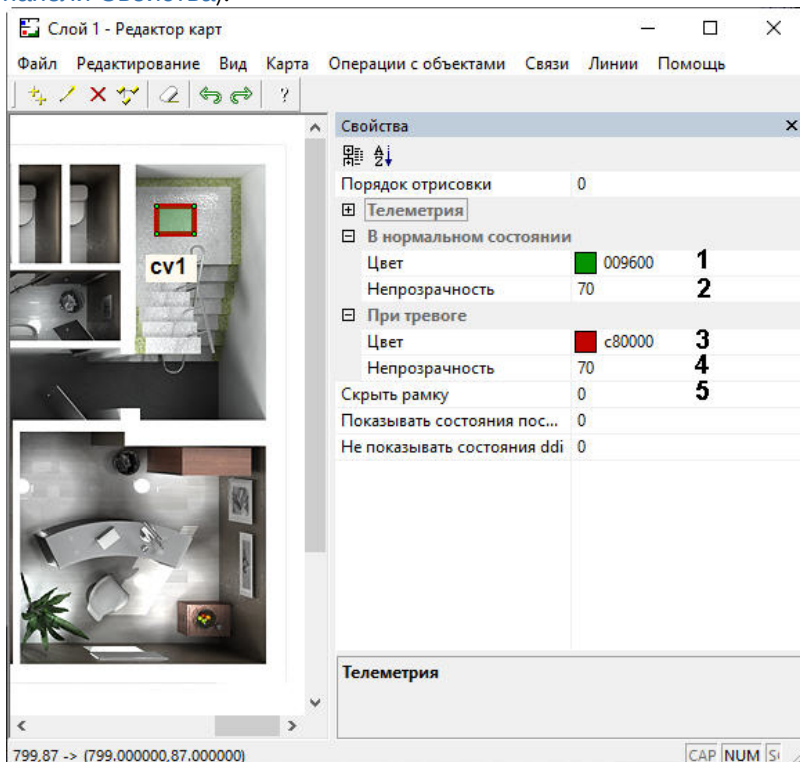 панели Свойства).
Слой 1 - Редактор карт
Файл Редактирование Вид Карта Операции с объектами Связи Линии Помощь
Свойства
Порядок отрисовки 0
Телеметрия
В нормальном состоянии
Цвет 009600 1
Непрозрачность 70 2
При тревоге
Цвет c80000 3
Непрозрачность 70 4
Скрыть рамку 0 5
Показывать состояния пос... 0
Не показывать состояния ddi 0
cv1
Телеметрия
799,87 -> (799.000000,87.000000)
CAP NUM